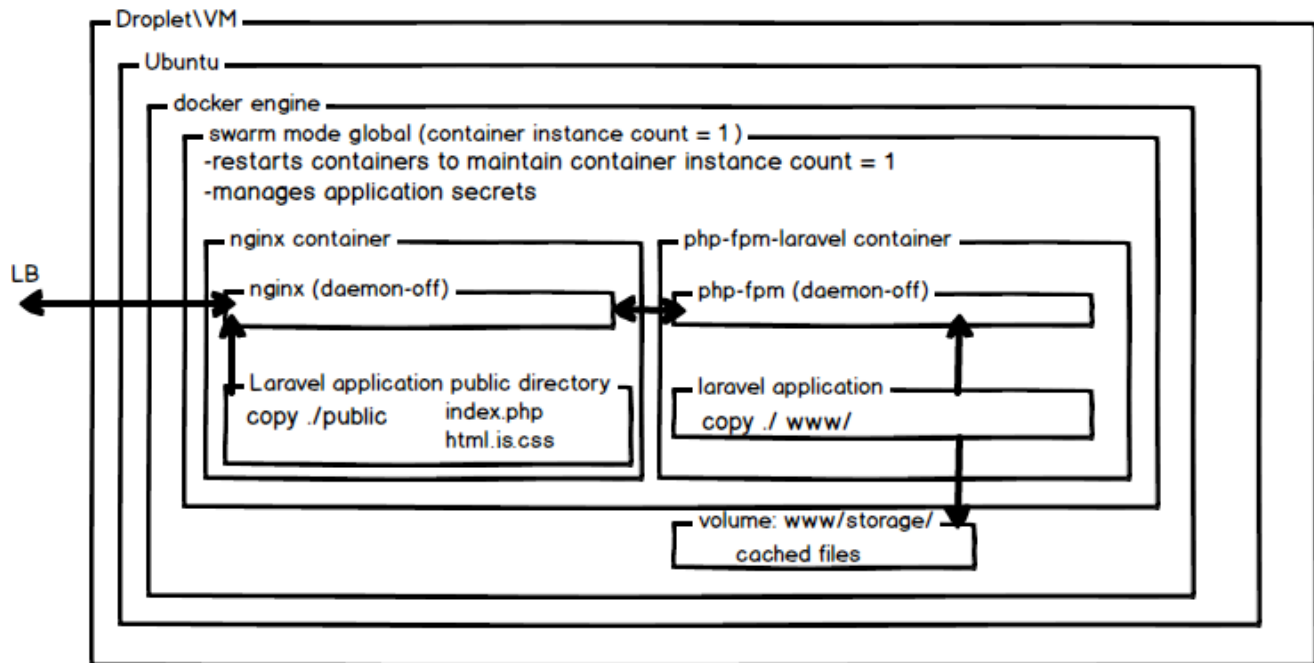 Droplet\VM
Ubuntu
docker engine
swarm mode global (container instance count = 1)
-restarts containers to maintain container instance count = 1
-manages application secrets
nginx container
php-fpm-laravel container
LB
nginx (daemon-off)
php-fpm (daemon-off)
Laravel application public directory
copy ./public
index.php
html.js.css
laravel application
copy ./ www/
volume: www/storage/
cached files